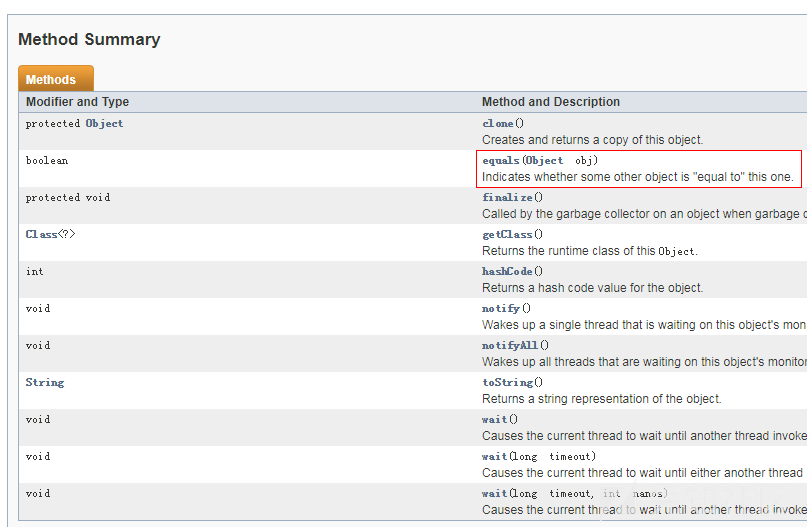 Method Summary
Methods
Modifier and Type Method and Description
protected Object clone()
Creates and returns a copy of this object.
boolean equals(Object obj)
Indicates whether some other object is "equal to" this one.
protected void finalize()
Called by the garbage collector on an object when garbage c
Class<?> getClass()
Returns the runtime class of this Object.
int hashCode()
Returns a hash code value for the object.
void notify()
Wakes up a single thread that is waiting on this object's mon
void notifyAll()
Wakes up all threads that are waiting on this object's monitor
String toString()
Returns a string representation of the object.
void wait()
Causes the current thread to wait until another thread invoke
void wait(long timeout)
Causes the current thread to wait until either another thread
void wait(long timeout, int nanos)
Causes the current thread to wait until another thread invoke